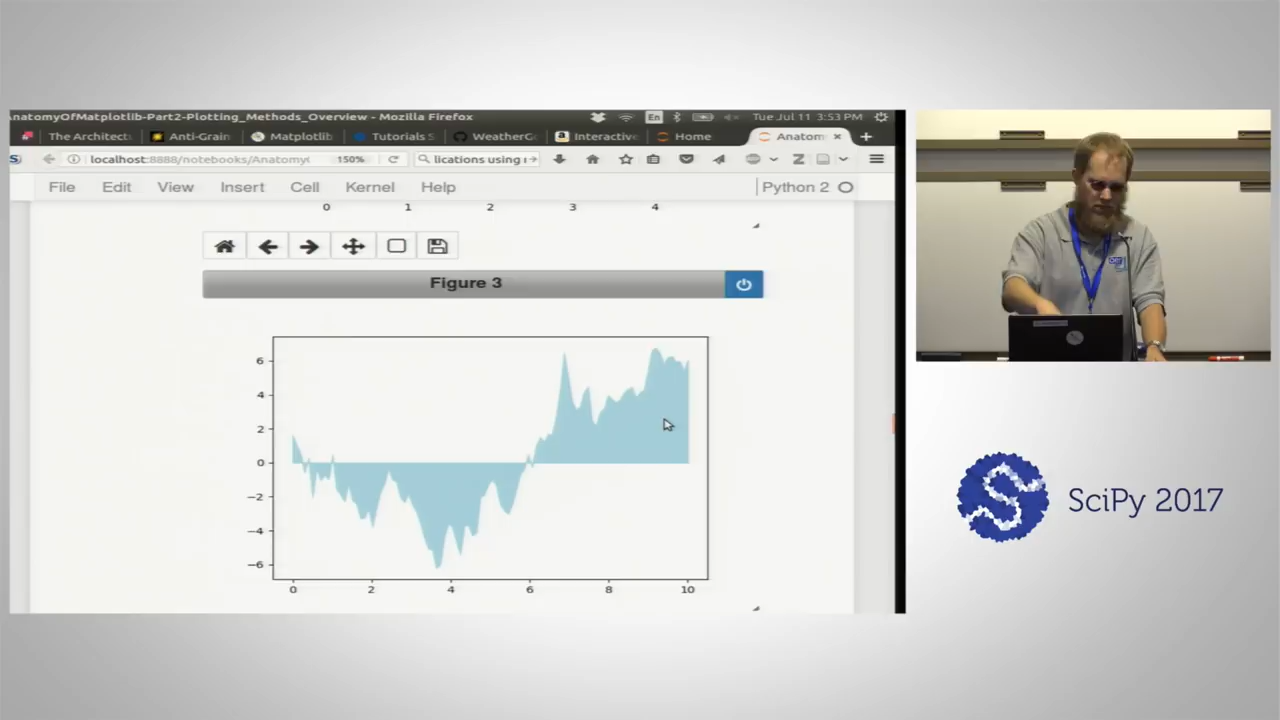 AnatomyOfMatplotlib-Part2-Plotting_Methods_Overview - Mozilla Firefox
En
Tue Jul 11 3:53 PM
The Architect
Anti-Grain
Matplotlib
Tutorials
WeatherG
Interactive
Home
Anatom
localhost:8888/notebooks/Anatomy
150%
lications using
File Edit View Insert Cell Kernel Help
Python 2
0 1 2 3 4
Figure 3
6
4
2
0
−2
−4
−6
0 2 4 6 8 10
SciPy 2017